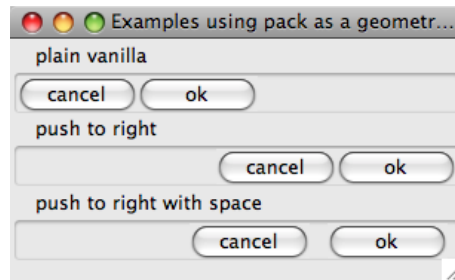 Examples using pack as a geometr...
plain vanilla
cancel ok
push to right
cancel ok
push to right with space
cancel ok